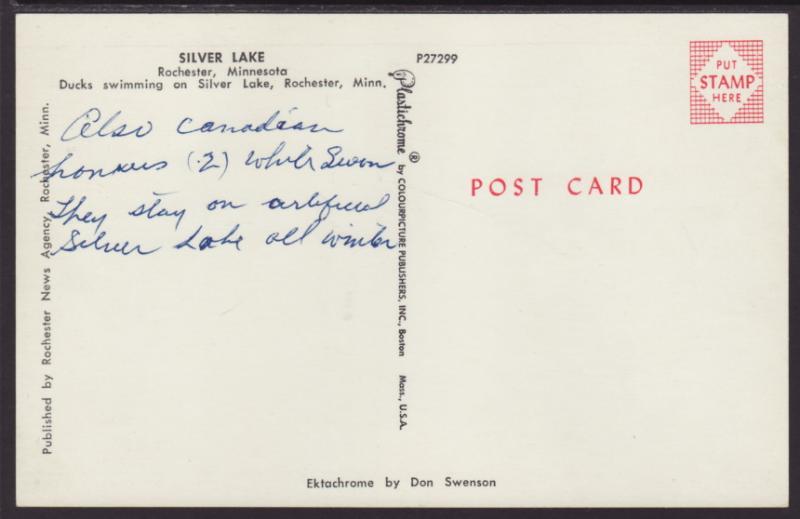 SILVER LAKE
Rochester, Minnesota
Ducks swimming on Silver Lake, Rochester, Minn.
Also Canadian
honkers (2) White Swan
They stay on artificial
Silver Lake all winter
Published by Rochester News Agency, Rochester, Minn.
P27299
Plastichrome ® by COLOURPICTURE PUBLISHERS, INC., Boston Mass., U.S.A.
PUT
STAMP
HERE
POST CARD
Ektachrome by Don Swenson